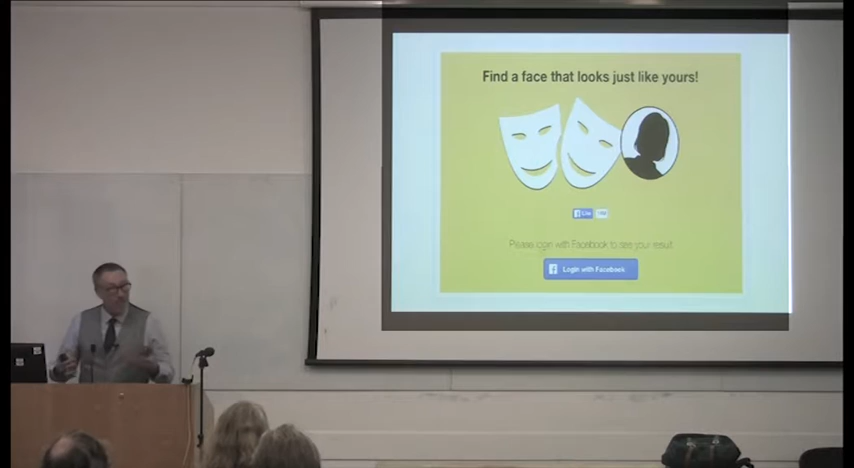 Find a face that looks just like yours!
Like
Please login with Facebook to see your result
Login with Facebook